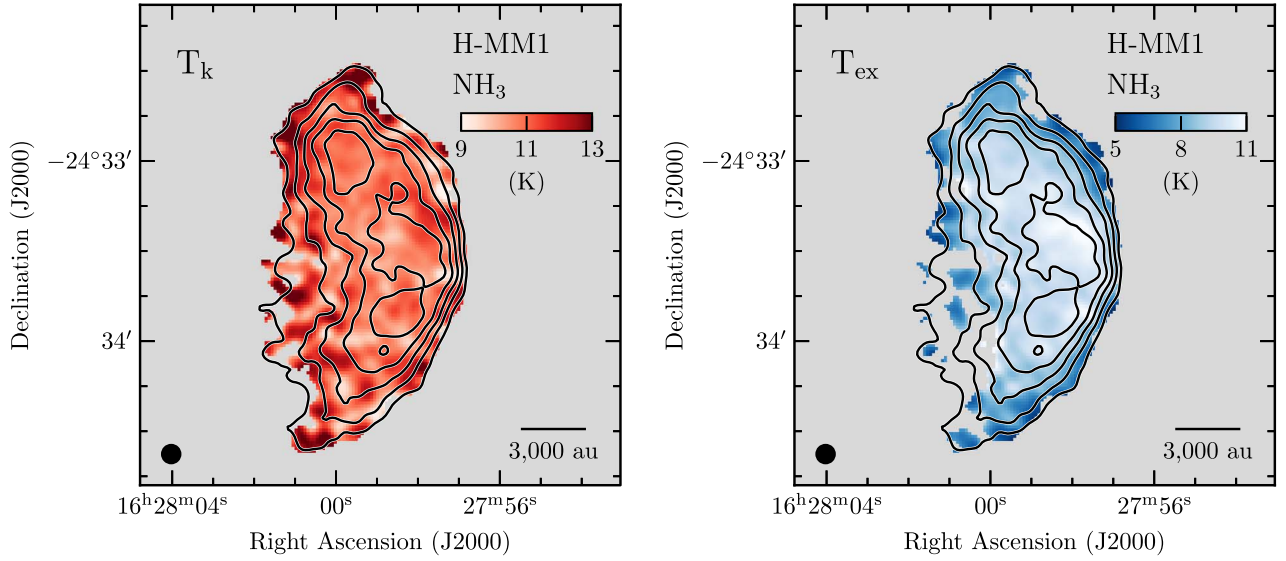 T_k
H-MM1
NH_3
9 11 13
(K)
Declination (J2000)
−24°33′
34′
3,000 au
16^h28^m04^s 00^s 27^m56^s
Right Ascension (J2000)
T_ex
H-MM1
NH_3
5 8 11
(K)
Declination (J2000)
−24°33′
34′
3,000 au
16^h28^m04^s 00^s 27^m56^s
Right Ascension (J2000)